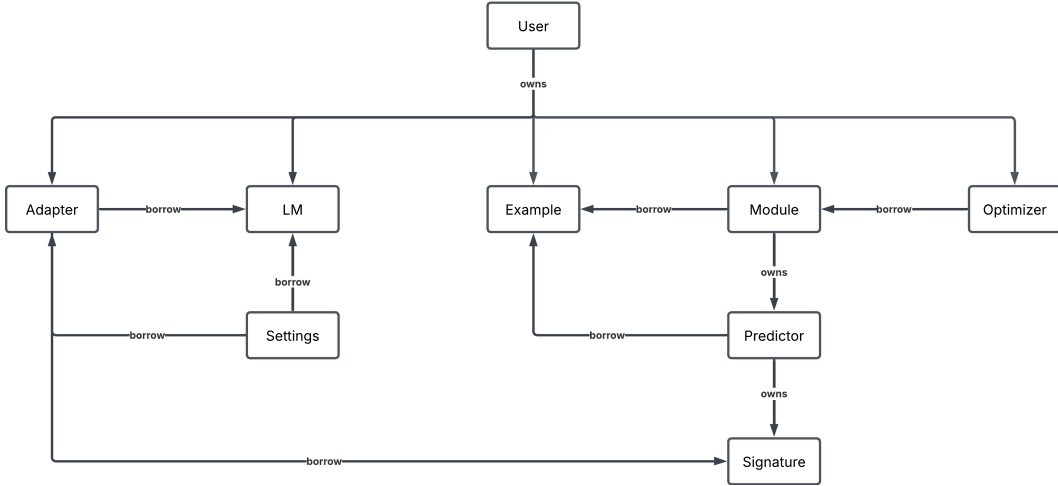 User
owns
Adapter
borrow
LM
Example
borrow
Module
borrow
Optimizer
owns
borrow
borrow
Settings
borrow
Predictor
owns
borrow
Signature